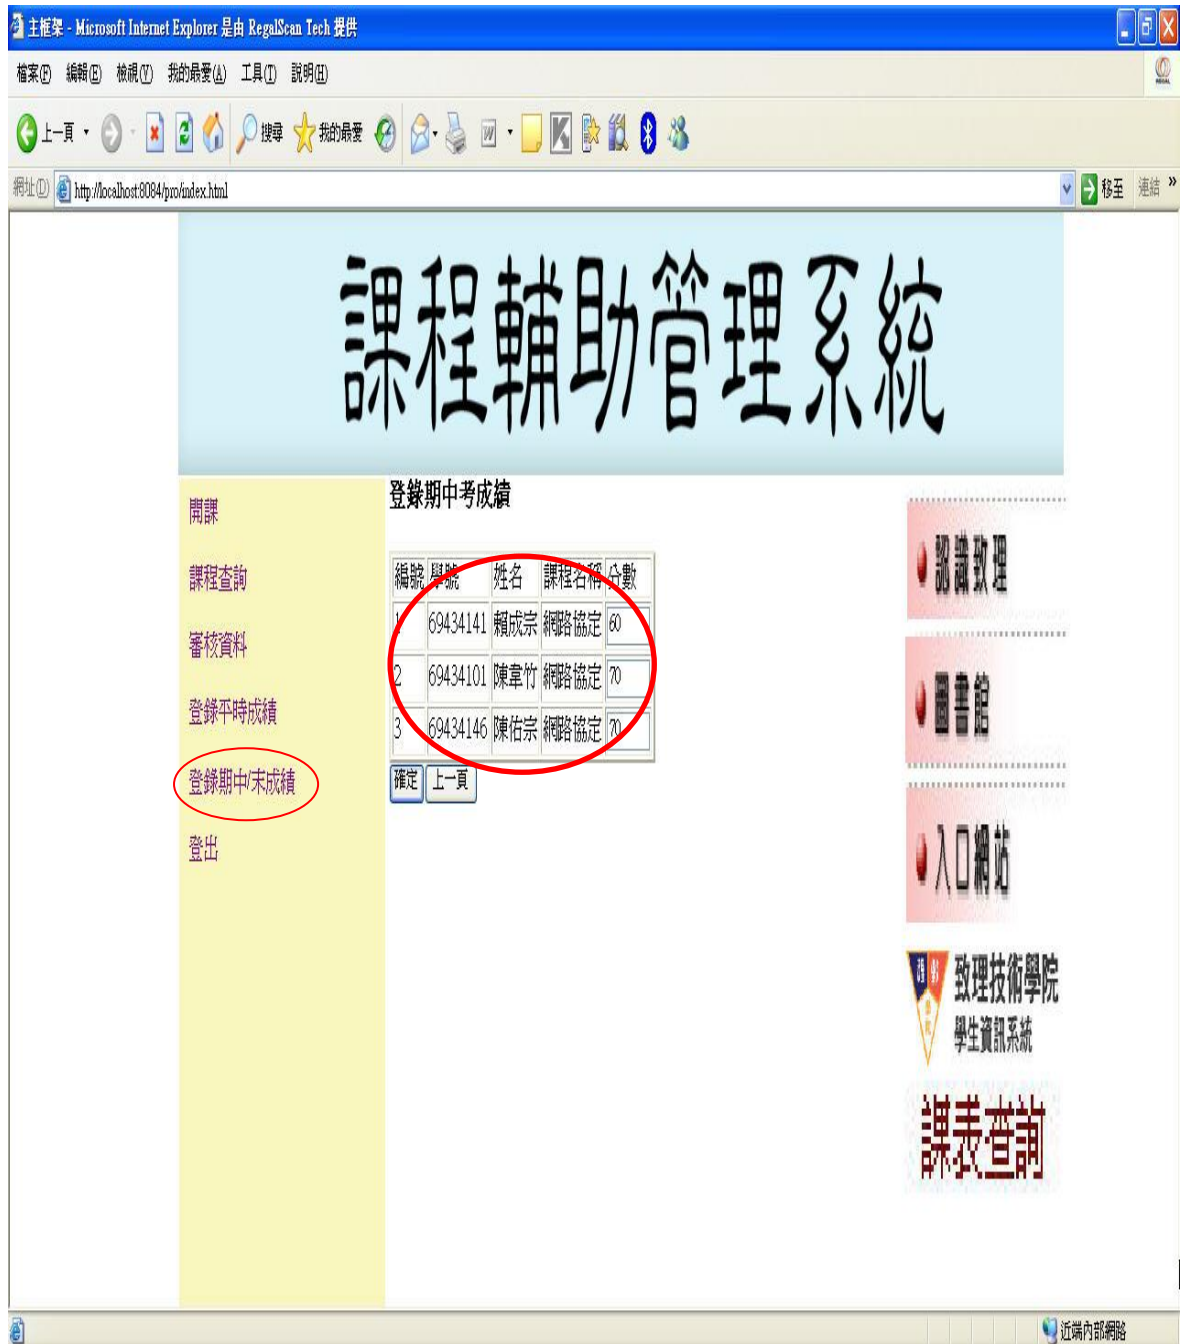 主框架 - Microsoft Internet Explorer 是由 RegalScan Tech 提供
檔案(F) 編輯(E) 檢視(V) 我的最愛(A) 工具(T) 說明(H)
REGAL
上一頁 搜尋 我的最愛
網址(D) http://localhost:8084/pro/index.html 移至 連結 »
課程輔助管理系統
開課
課程查詢
審核資料
登錄平時成績
登錄期中/末成績
登出
登錄期中考成績
編號 學號 姓名 課程名稱 分數
1 69434141 賴成宗 網路協定 60
2 69434101 陳韋竹 網路協定 70
3 69434146 陳佑宗 網路協定 70
確定 上一頁
認識致理
圖書館
入口網站
致理技術學院
學生資訊系統
課表查詢
近端內部網路